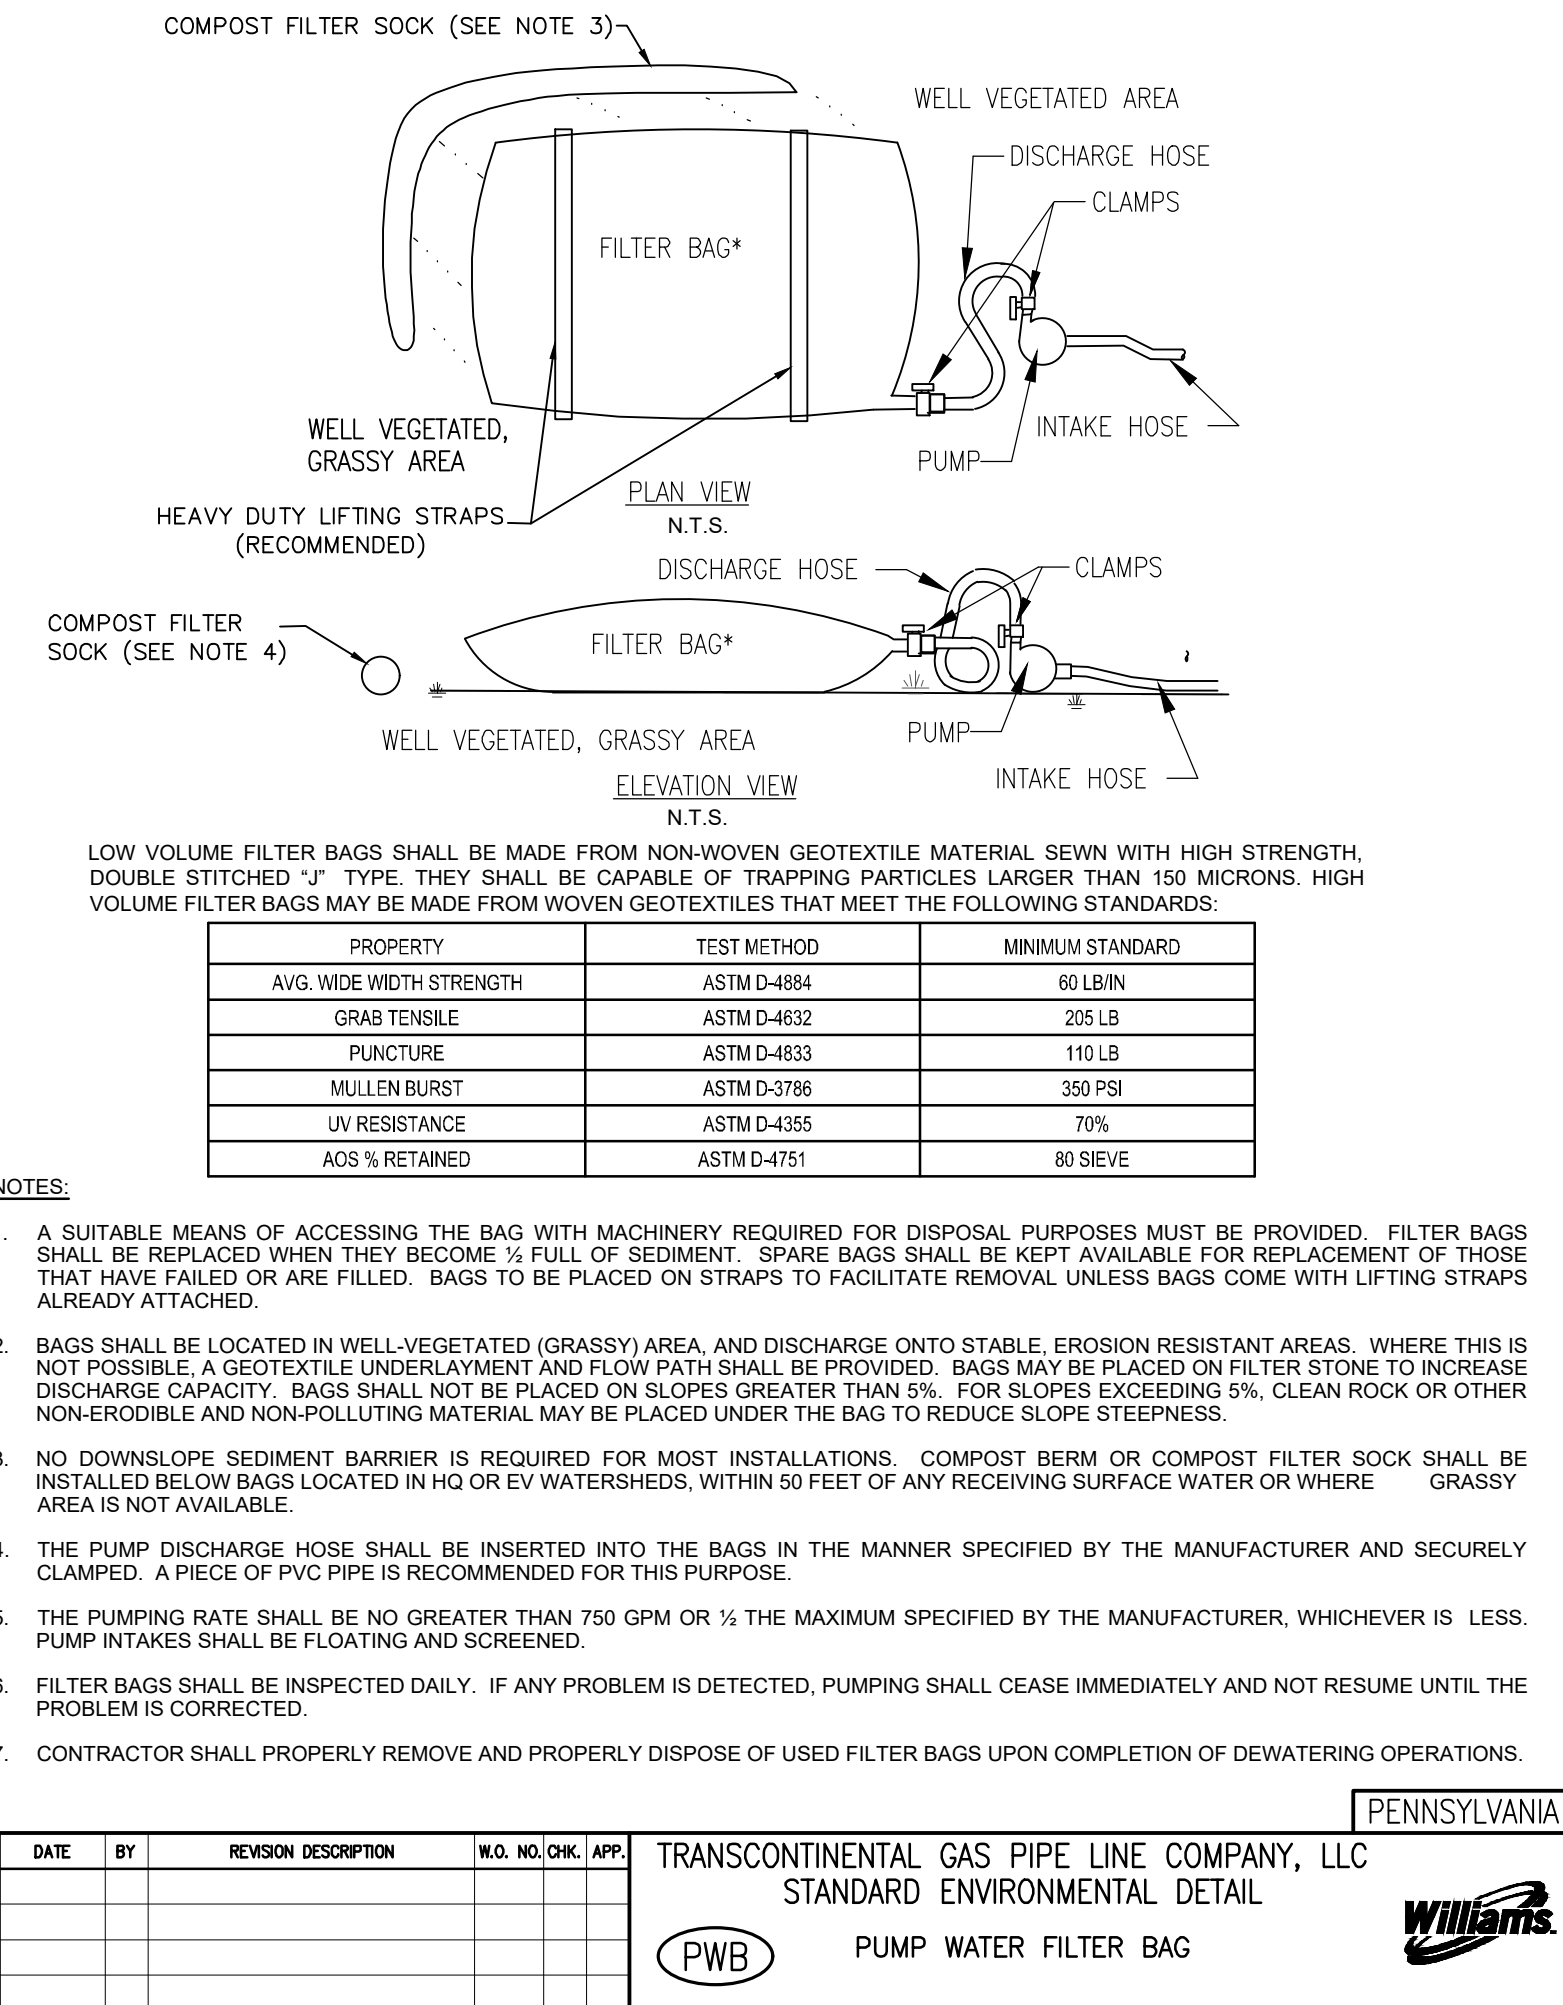 COMPOST FILTER SOCK (SEE NOTE 3)
WELL VEGETATED AREA
DISCHARGE HOSE
CLAMPS
FILTER BAG*
INTAKE HOSE
PUMP
WELL VEGETATED,
GRASSY AREA
PLAN VIEW
N.T.S.
HEAVY DUTY LIFTING STRAPS
(RECOMMENDED)
DISCHARGE HOSE
CLAMPS
COMPOST FILTER
SOCK (SEE NOTE 4)
FILTER BAG*
WELL VEGETATED, GRASSY AREA
PUMP
INTAKE HOSE
ELEVATION VIEW
N.T.S.
LOW VOLUME FILTER BAGS SHALL BE MADE FROM NON-WOVEN GEOTEXTILE MATERIAL SEWN WITH HIGH STRENGTH,
DOUBLE STITCHED “J” TYPE. THEY SHALL BE CAPABLE OF TRAPPING PARTICLES LARGER THAN 150 MICRONS. HIGH
VOLUME FILTER BAGS MAY BE MADE FROM WOVEN GEOTEXTILES THAT MEET THE FOLLOWING STANDARDS:
PROPERTY TEST METHOD MINIMUM STANDARD
AVG. WIDE WIDTH STRENGTH ASTM D-4884 60 LB/IN
GRAB TENSILE ASTM D-4632 205 LB
PUNCTURE ASTM D-4833 110 LB
MULLEN BURST ASTM D-3786 350 PSI
UV RESISTANCE ASTM D-4355 70%
AOS % RETAINED ASTM D-4751 80 SIEVE
NOTES:
. A SUITABLE MEANS OF ACCESSING THE BAG WITH MACHINERY REQUIRED FOR DISPOSAL PURPOSES MUST BE PROVIDED. FILTER BAGS
SHALL BE REPLACED WHEN THEY BECOME ½ FULL OF SEDIMENT. SPARE BAGS SHALL BE KEPT AVAILABLE FOR REPLACEMENT OF THOSE
THAT HAVE FAILED OR ARE FILLED. BAGS TO BE PLACED ON STRAPS TO FACILITATE REMOVAL UNLESS BAGS COME WITH LIFTING STRAPS
ALREADY ATTACHED.
2. BAGS SHALL BE LOCATED IN WELL-VEGETATED (GRASSY) AREA, AND DISCHARGE ONTO STABLE, EROSION RESISTANT AREAS. WHERE THIS IS
NOT POSSIBLE, A GEOTEXTILE UNDERLAYMENT AND FLOW PATH SHALL BE PROVIDED. BAGS MAY BE PLACED ON FILTER STONE TO INCREASE
DISCHARGE CAPACITY. BAGS SHALL NOT BE PLACED ON SLOPES GREATER THAN 5%. FOR SLOPES EXCEEDING 5%, CLEAN ROCK OR OTHER
NON-ERODIBLE AND NON-POLLUTING MATERIAL MAY BE PLACED UNDER THE BAG TO REDUCE SLOPE STEEPNESS.
3. NO DOWNSLOPE SEDIMENT BARRIER IS REQUIRED FOR MOST INSTALLATIONS. COMPOST BERM OR COMPOST FILTER SOCK SHALL BE
INSTALLED BELOW BAGS LOCATED IN HQ OR EV WATERSHEDS, WITHIN 50 FEET OF ANY RECEIVING SURFACE WATER OR WHERE GRASSY
AREA IS NOT AVAILABLE.
4. THE PUMP DISCHARGE HOSE SHALL BE INSERTED INTO THE BAGS IN THE MANNER SPECIFIED BY THE MANUFACTURER AND SECURELY
CLAMPED. A PIECE OF PVC PIPE IS RECOMMENDED FOR THIS PURPOSE.
5. THE PUMPING RATE SHALL BE NO GREATER THAN 750 GPM OR ½ THE MAXIMUM SPECIFIED BY THE MANUFACTURER, WHICHEVER IS LESS.
PUMP INTAKES SHALL BE FLOATING AND SCREENED.
6. FILTER BAGS SHALL BE INSPECTED DAILY. IF ANY PROBLEM IS DETECTED, PUMPING SHALL CEASE IMMEDIATELY AND NOT RESUME UNTIL THE
PROBLEM IS CORRECTED.
7. CONTRACTOR SHALL PROPERLY REMOVE AND PROPERLY DISPOSE OF USED FILTER BAGS UPON COMPLETION OF DEWATERING OPERATIONS.
PENNSYLVANIA
DATE BY REVISION DESCRIPTION W.O. NO. CHK. APP.
TRANSCONTINENTAL GAS PIPE LINE COMPANY, LLC
STANDARD ENVIRONMENTAL DETAIL
PWB
PUMP WATER FILTER BAG
Williams